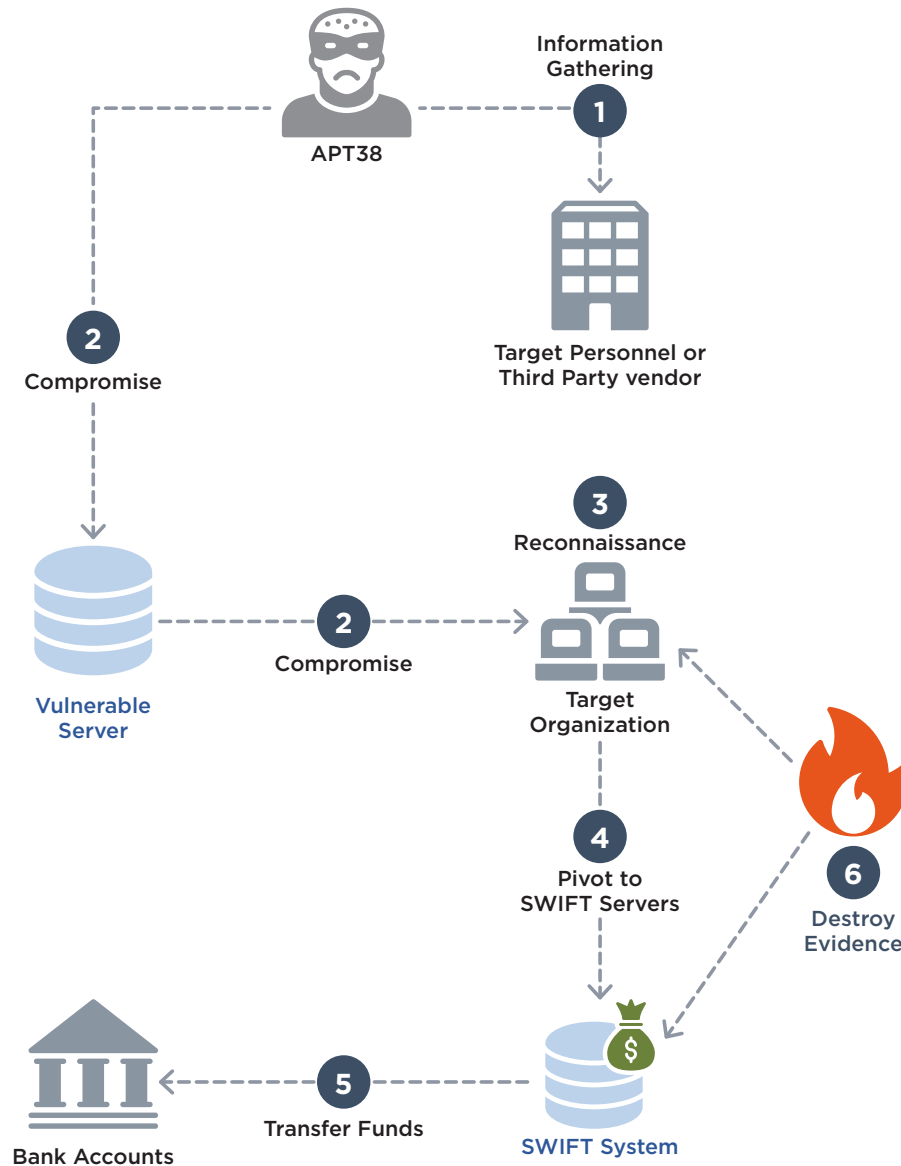 Information
Gathering
1
APT38
Target Personnel or
Third Party vendor
2
Compromise
3
Reconnaissance
2
Compromise
Vulnerable
Server
Target
Organization
4
Pivot to
SWIFT Servers
6
Destroy
Evidence
$
5
Transfer Funds
Bank Accounts
SWIFT System